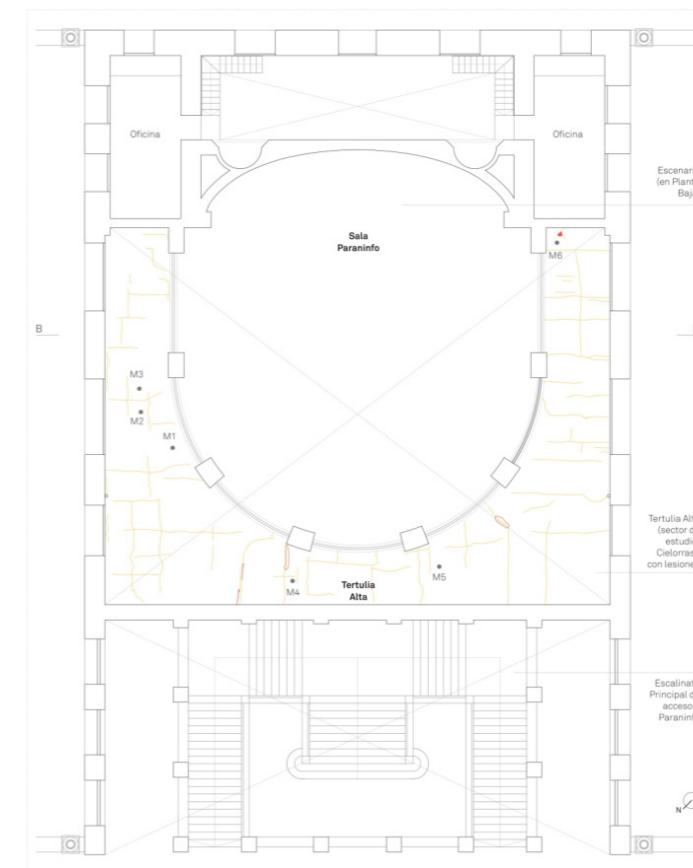 Oficina
Oficina
Escenari
(en Plant
Baj
Sala
Paraninfo
M6
B
M3
M2
M1
Tertulia Alt
(sector d
estudi
Cielorras
con lesione
M5
M4
Tertulia
Alta
Escalinat
Principal d
acceso
Paraninf
N